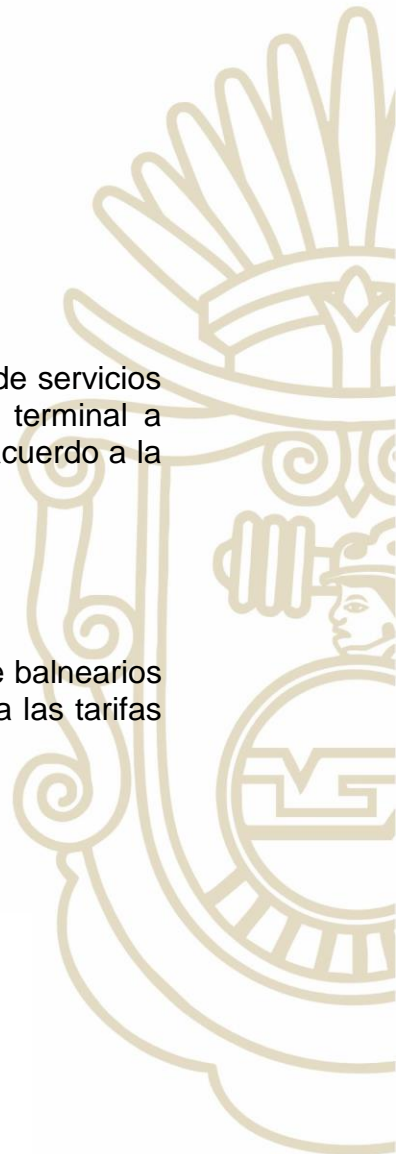 de servicios
terminal a
cuerdo a la
e balnearios
a las tarifas